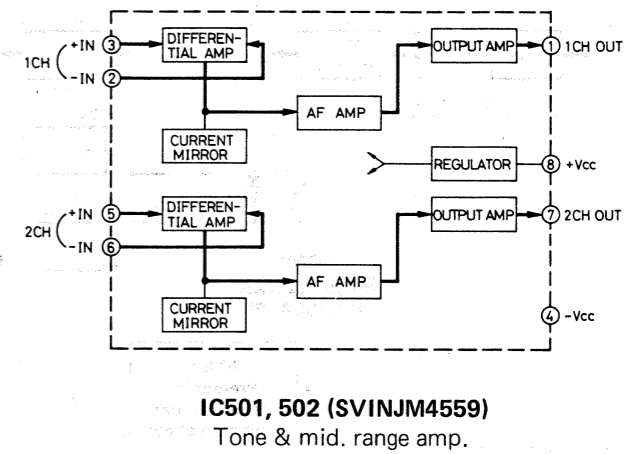 DIFFEREN-
TIAL AMP
+IN 3
1CH
-IN 2
OUTPUT AMP
1 1CH OUT
AF AMP
CURRENT
MIRROR
REGULATOR
8 +Vcc
DIFFEREN-
TIAL AMP
+IN 5
2CH
-IN 6
OUTPUT AMP
7 2CH OUT
AF AMP
CURRENT
MIRROR
4 -Vcc
IC501, 502 (SVINJM4559)
Tone & mid. range amp.